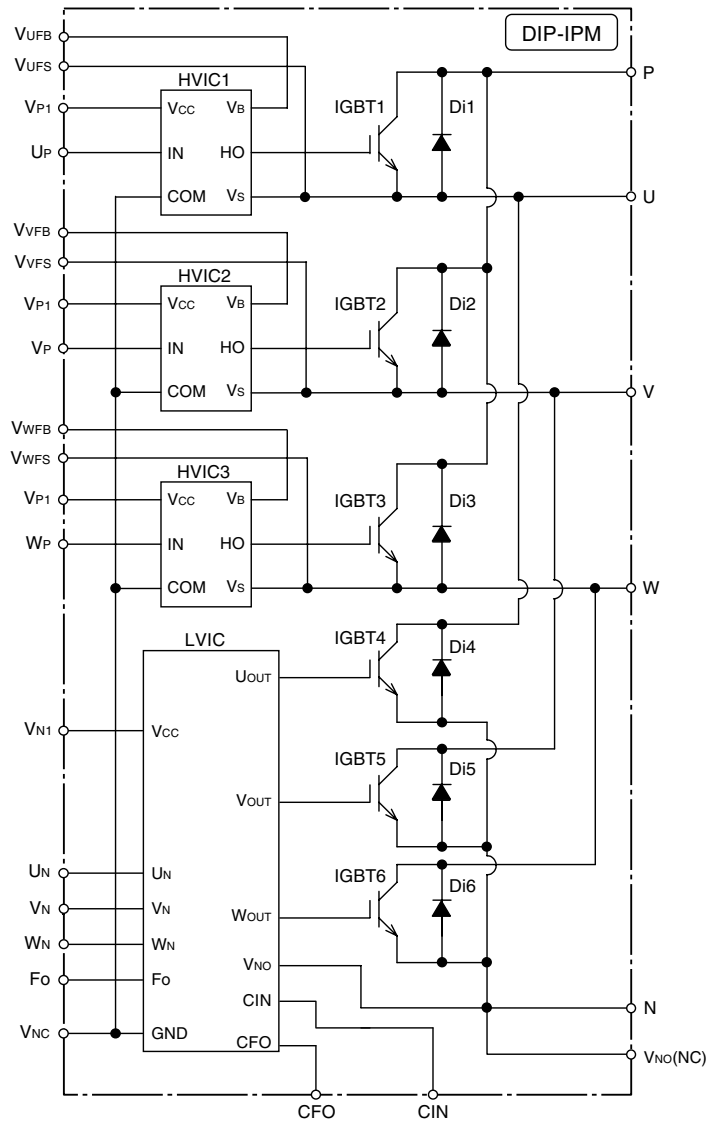 DIP-IPM
VUFB
VUFS
VP1
UP
HVIC1
VCC VB
IN HO
COM VS
IGBT1
Di1
P
U
VVFB
VVFS
VP1
VP
HVIC2
VCC VB
IN HO
COM VS
IGBT2
Di2
V
VWFB
VWFS
VP1
WP
HVIC3
VCC VB
IN HO
COM VS
IGBT3
Di3
W
LVIC
UOUT
IGBT4
Di4
VN1
VCC
VOUT
IGBT5
Di5
UN
UN
VN
VN
WN
WN
FO
FO
VNC
GND
WOUT
IGBT6
Di6
VNO
CIN
CFO
N
VNO(NC)
CFO
CIN